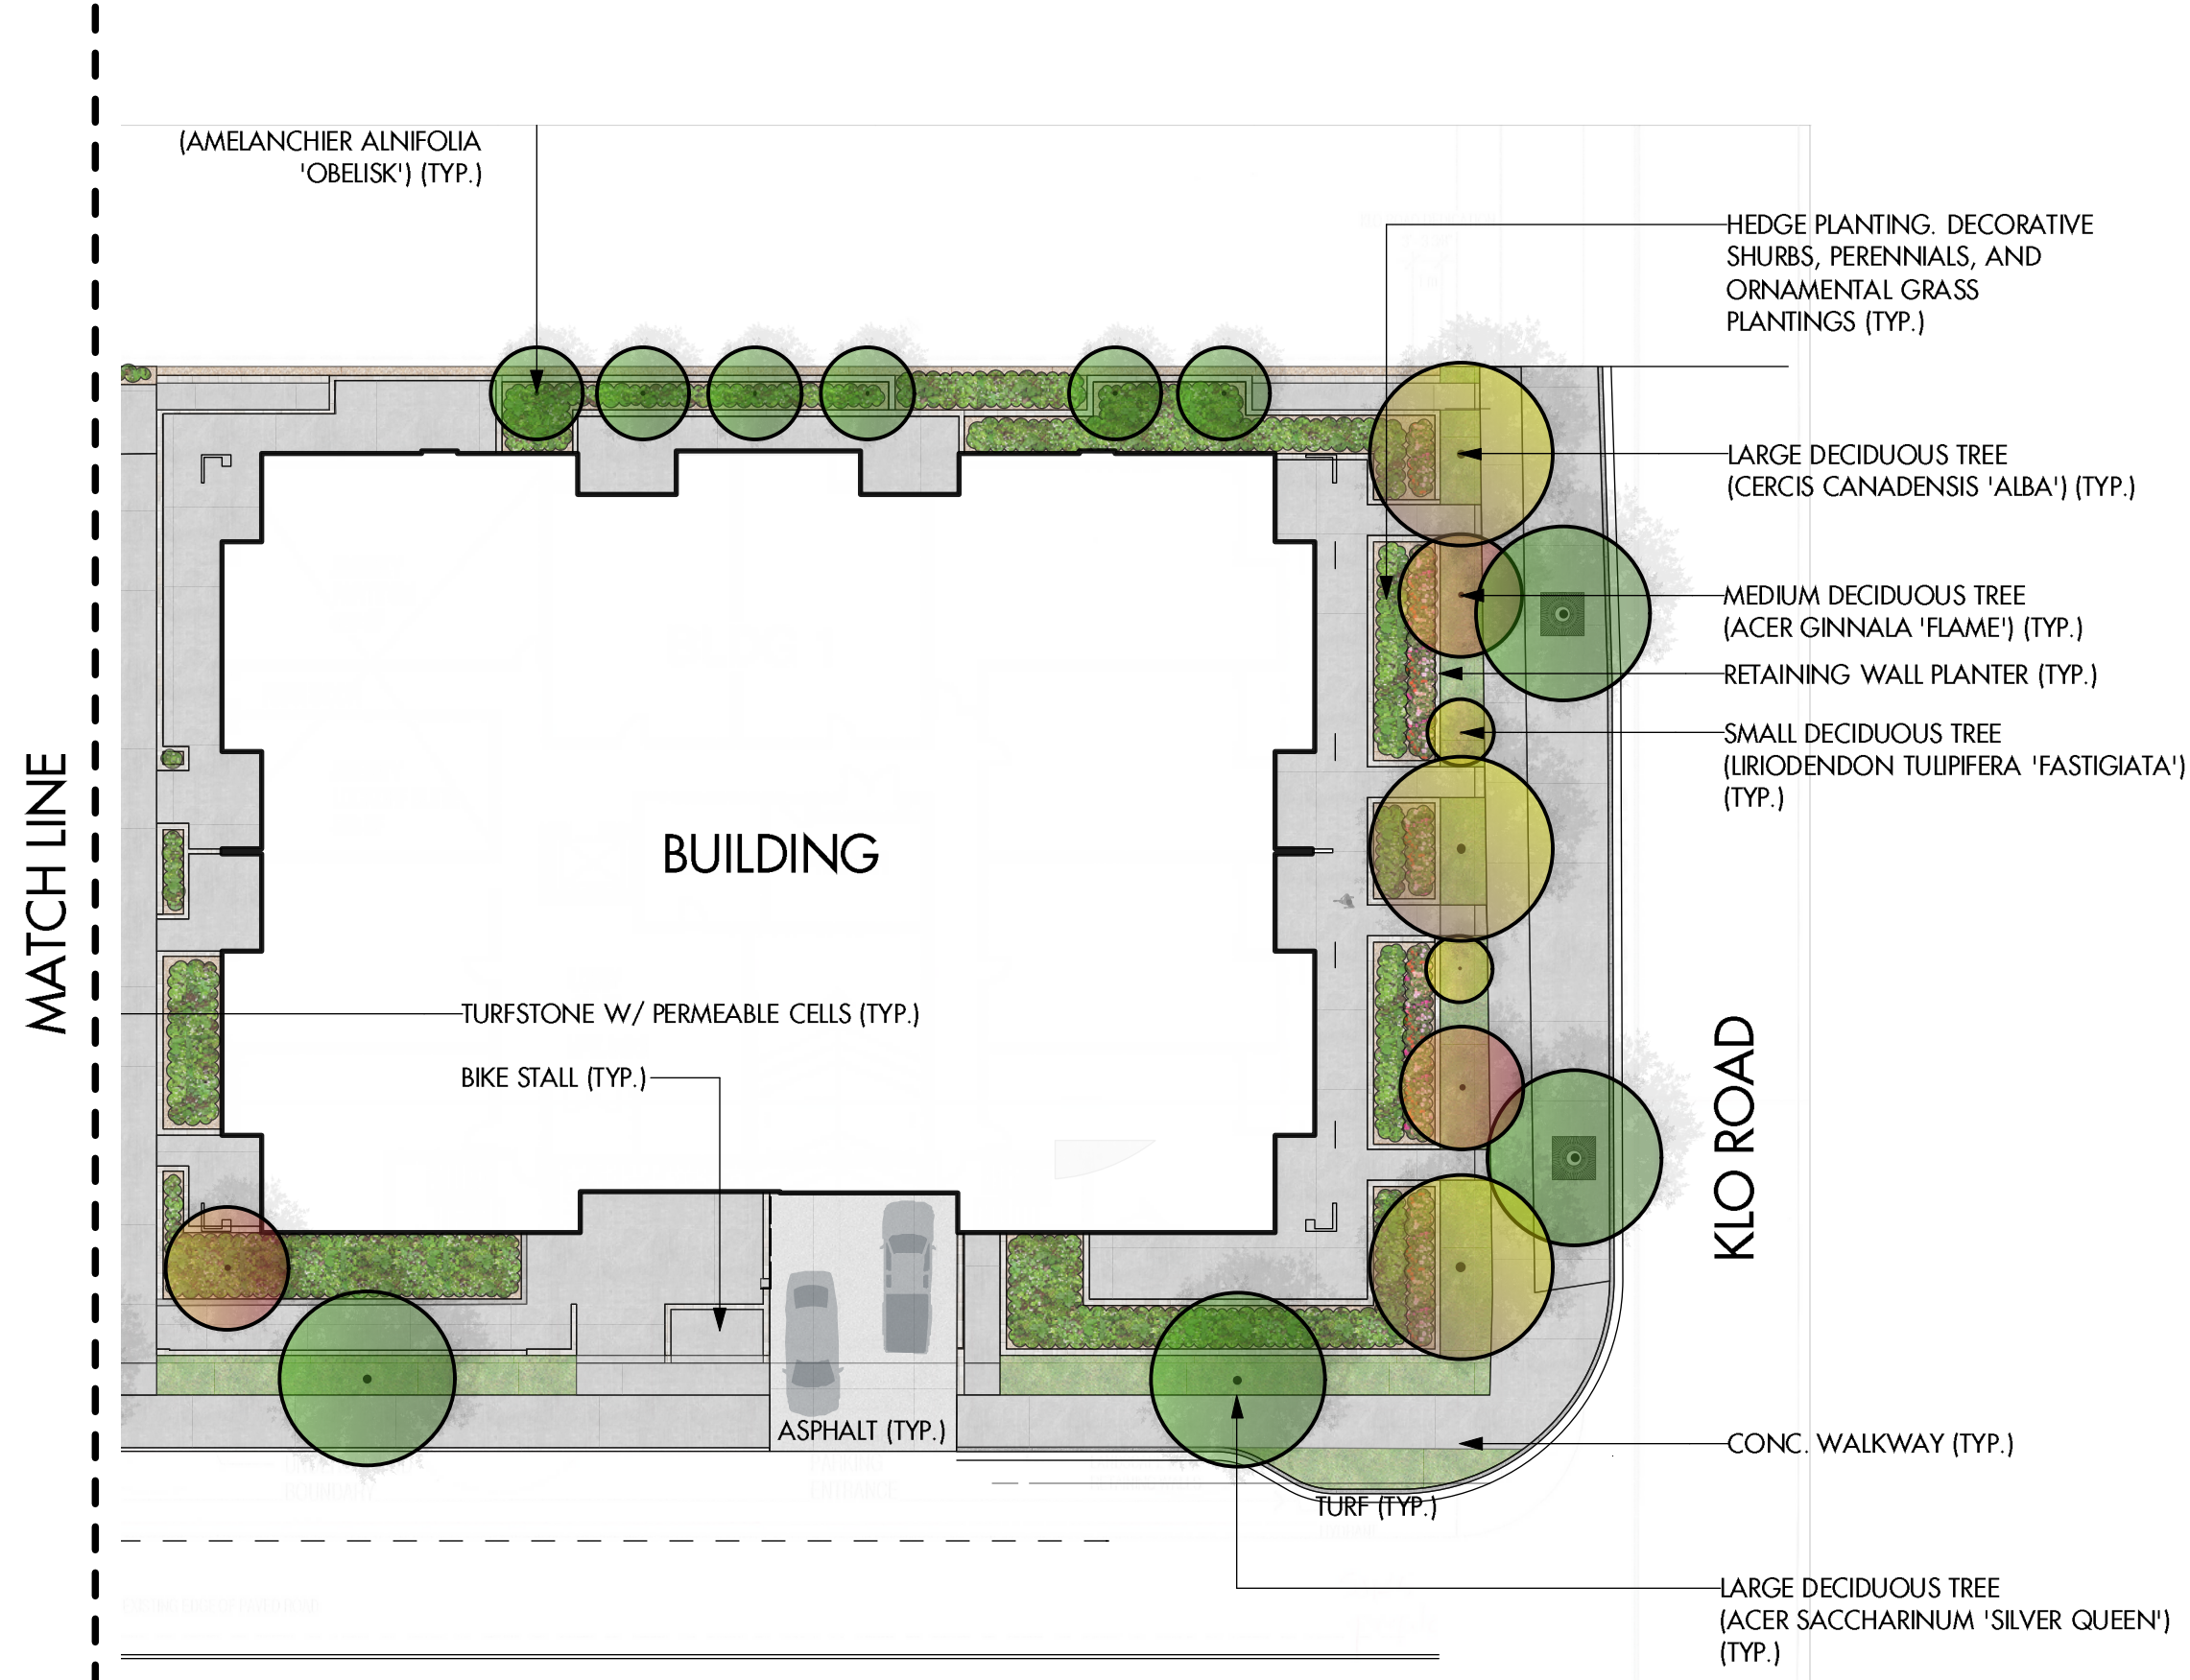 (AMELANCHIER ALNIFOLIA
'OBELISK') (TYP.)
HEDGE PLANTING. DECORATIVE
SHURBS, PERENNIALS, AND
ORNAMENTAL GRASS
PLANTINGS (TYP.)
LARGE DECIDUOUS TREE
(CERCIS CANADENSIS 'ALBA') (TYP.)
MEDIUM DECIDUOUS TREE
(ACER GINNALA 'FLAME') (TYP.)
RETAINING WALL PLANTER (TYP.)
SMALL DECIDUOUS TREE
(LIRIODENDON TULIPIFERA 'FASTIGIATA')
(TYP.)
MATCH LINE
BUILDING
TURFSTONE W/ PERMEABLE CELLS (TYP.)
BIKE STALL (TYP.)
KLO ROAD
ASPHALT (TYP.)
CONC. WALKWAY (TYP.)
BOUNDARY
PARKING
ENTRANCE
TURF (TYP.)
LARGE DECIDUOUS TREE
(ACER SACCHARINUM 'SILVER QUEEN')
(TYP.)